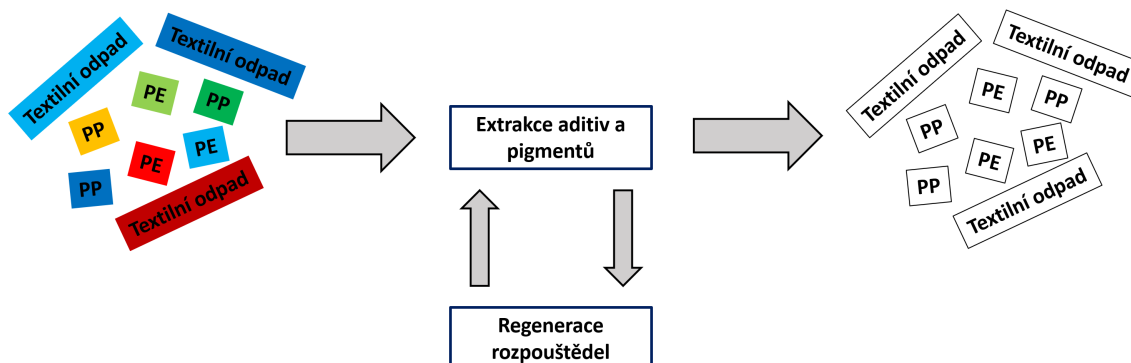 Textilní odpad
Textilní odpad
PE
PP
PP
PE
PE
PP
Textilní odpad
Extrakce aditiv a
pigmentů
Regenerace
rozpouštědel
Textilní odpad
Textilní odpad
PE
PP
PP
PE
PE
PP
Textilní odpad